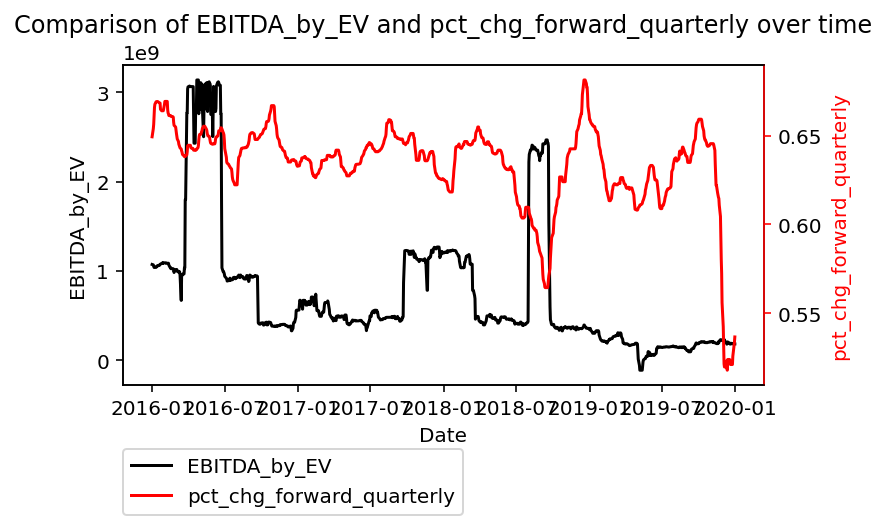 Comparison of EBITDA_by_EV and pct_chg_forward_quarterly over time
1e9
3
2
1
0
EBITDA_by_EV
0.65
0.60
0.55
pct_chg_forward_quarterly
2016-01 2016-07 2017-01 2017-07 2018-01 2018-07 2019-01 2019-07 2020-01
Date
EBITDA_by_EV
pct_chg_forward_quarterly